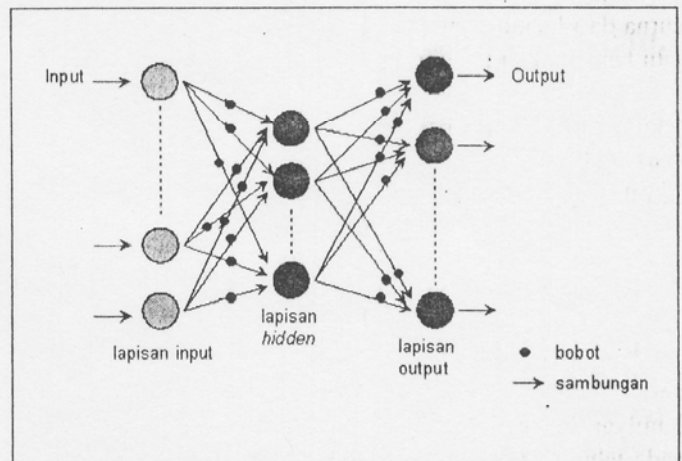 Input
Output
lapisan input
lapisan
hidden
lapisan
output
bobot
sambungan